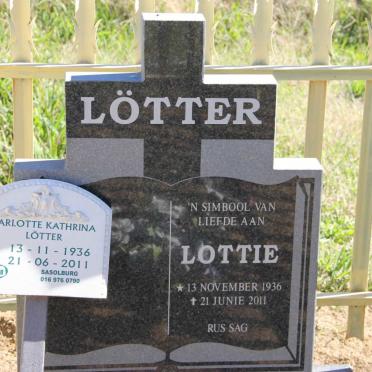 LÖTTER
'N SIMBOOL VAN
LIEFDE AAN
LOTTIE
* 13 NOVEMBER 1936
✝ 21 JUNIE 2011
RUS SAG
ARLOTTE KATHRINA
LÖTTER
13 - 11 - 1936
21 - 06 - 2011
SASOLBURG
016 976 0790